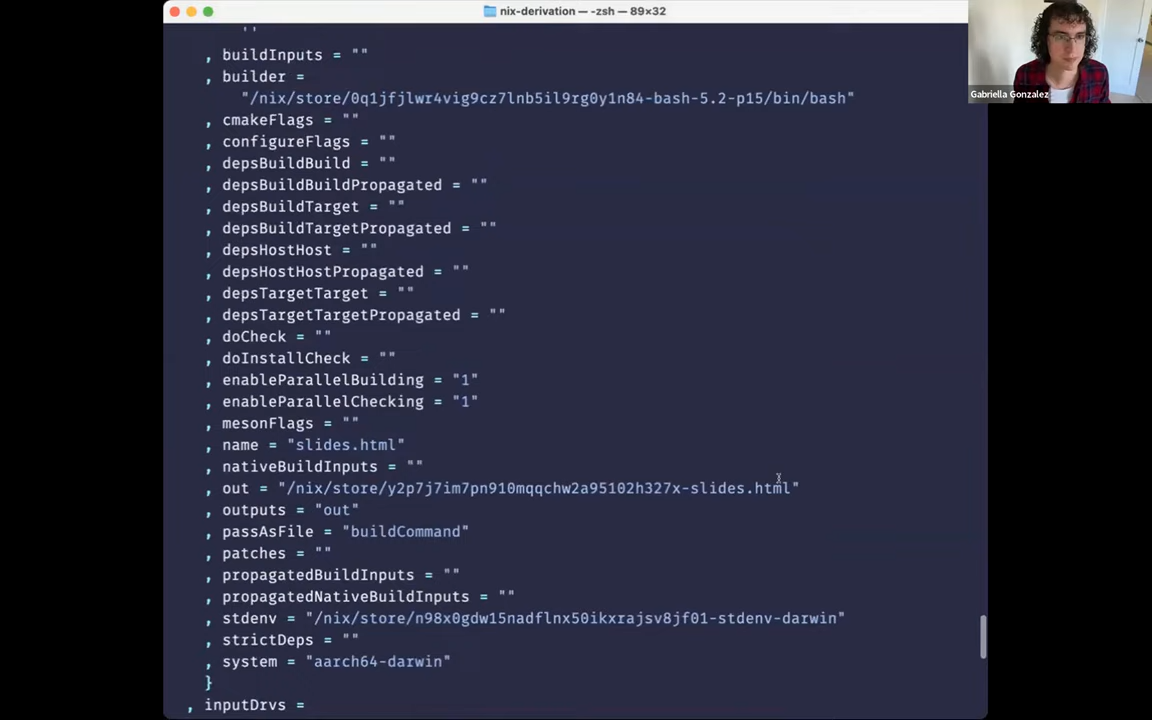 nix-derivation — -zsh — 89×32
''
, buildInputs = ""
, builder =
"/nix/store/0q1jfjlwr4vig9cz7lnb5il9rg0y1n84-bash-5.2-p15/bin/bash"
, cmakeFlags = ""
, configureFlags = ""
, depsBuildBuild = ""
, depsBuildBuildPropagated = ""
, depsBuildTarget = ""
, depsBuildTargetPropagated = ""
, depsHostHost = ""
, depsHostHostPropagated = ""
, depsTargetTarget = ""
, depsTargetTargetPropagated = ""
, doCheck = ""
, doInstallCheck = ""
, enableParallelBuilding = "1"
, enableParallelChecking = "1"
, mesonFlags = ""
, name = "slides.html"
, nativeBuildInputs = ""
, out = "/nix/store/y2p7j7im7pn910mqqchw2a95102h327x-slides.html"
, outputs = "out"
, passAsFile = "buildCommand"
, patches = ""
, propagatedBuildInputs = ""
, propagatedNativeBuildInputs = ""
, stdenv = "/nix/store/n98x0gdw15nadflnx50ikxrajsv8jf01-stdenv-darwin"
, strictDeps = ""
, system = "aarch64-darwin"
}
, inputDrvs =
Gabriella Gonzalez